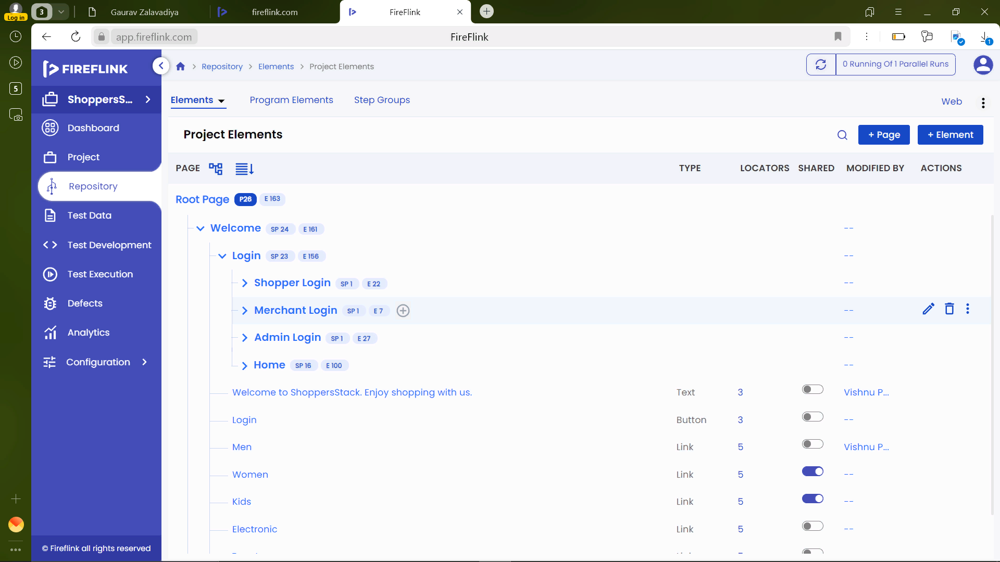 3
Gaurav Zalavadiya
fireflink.com
FireFlink
Log in
app.fireflink.com
FireFlink
1
5
FIREFLINK
Repository
Elements
Project Elements
0 Running Of 1 Parallel Runs
ShoppersS...
Dashboard
Project
Repository
Test Data
Test Development
Test Execution
Defects
Analytics
Configuration
© Fireflink all rights reserved
Elements
Program Elements
Step Groups
Web
Project Elements
+ Page
+ Element
PAGE
TYPE
LOCATORS
SHARED
MODIFIED BY
ACTIONS
Root Page P26 E 163
Welcome SP 24 E 161 --
Login SP 23 E 156 --
Shopper Login SP 1 E 22 --
Merchant Login SP 1 E 7 --
Admin Login SP 1 E 27 --
Home SP 16 E 100 --
Welcome to ShoppersStack. Enjoy shopping with us. Text 3 Vishnu P...
Login Button 3 --
Men Link 5 Vishnu P...
Women Link 5 --
Kids Link 5 --
Electronic Link 5 --